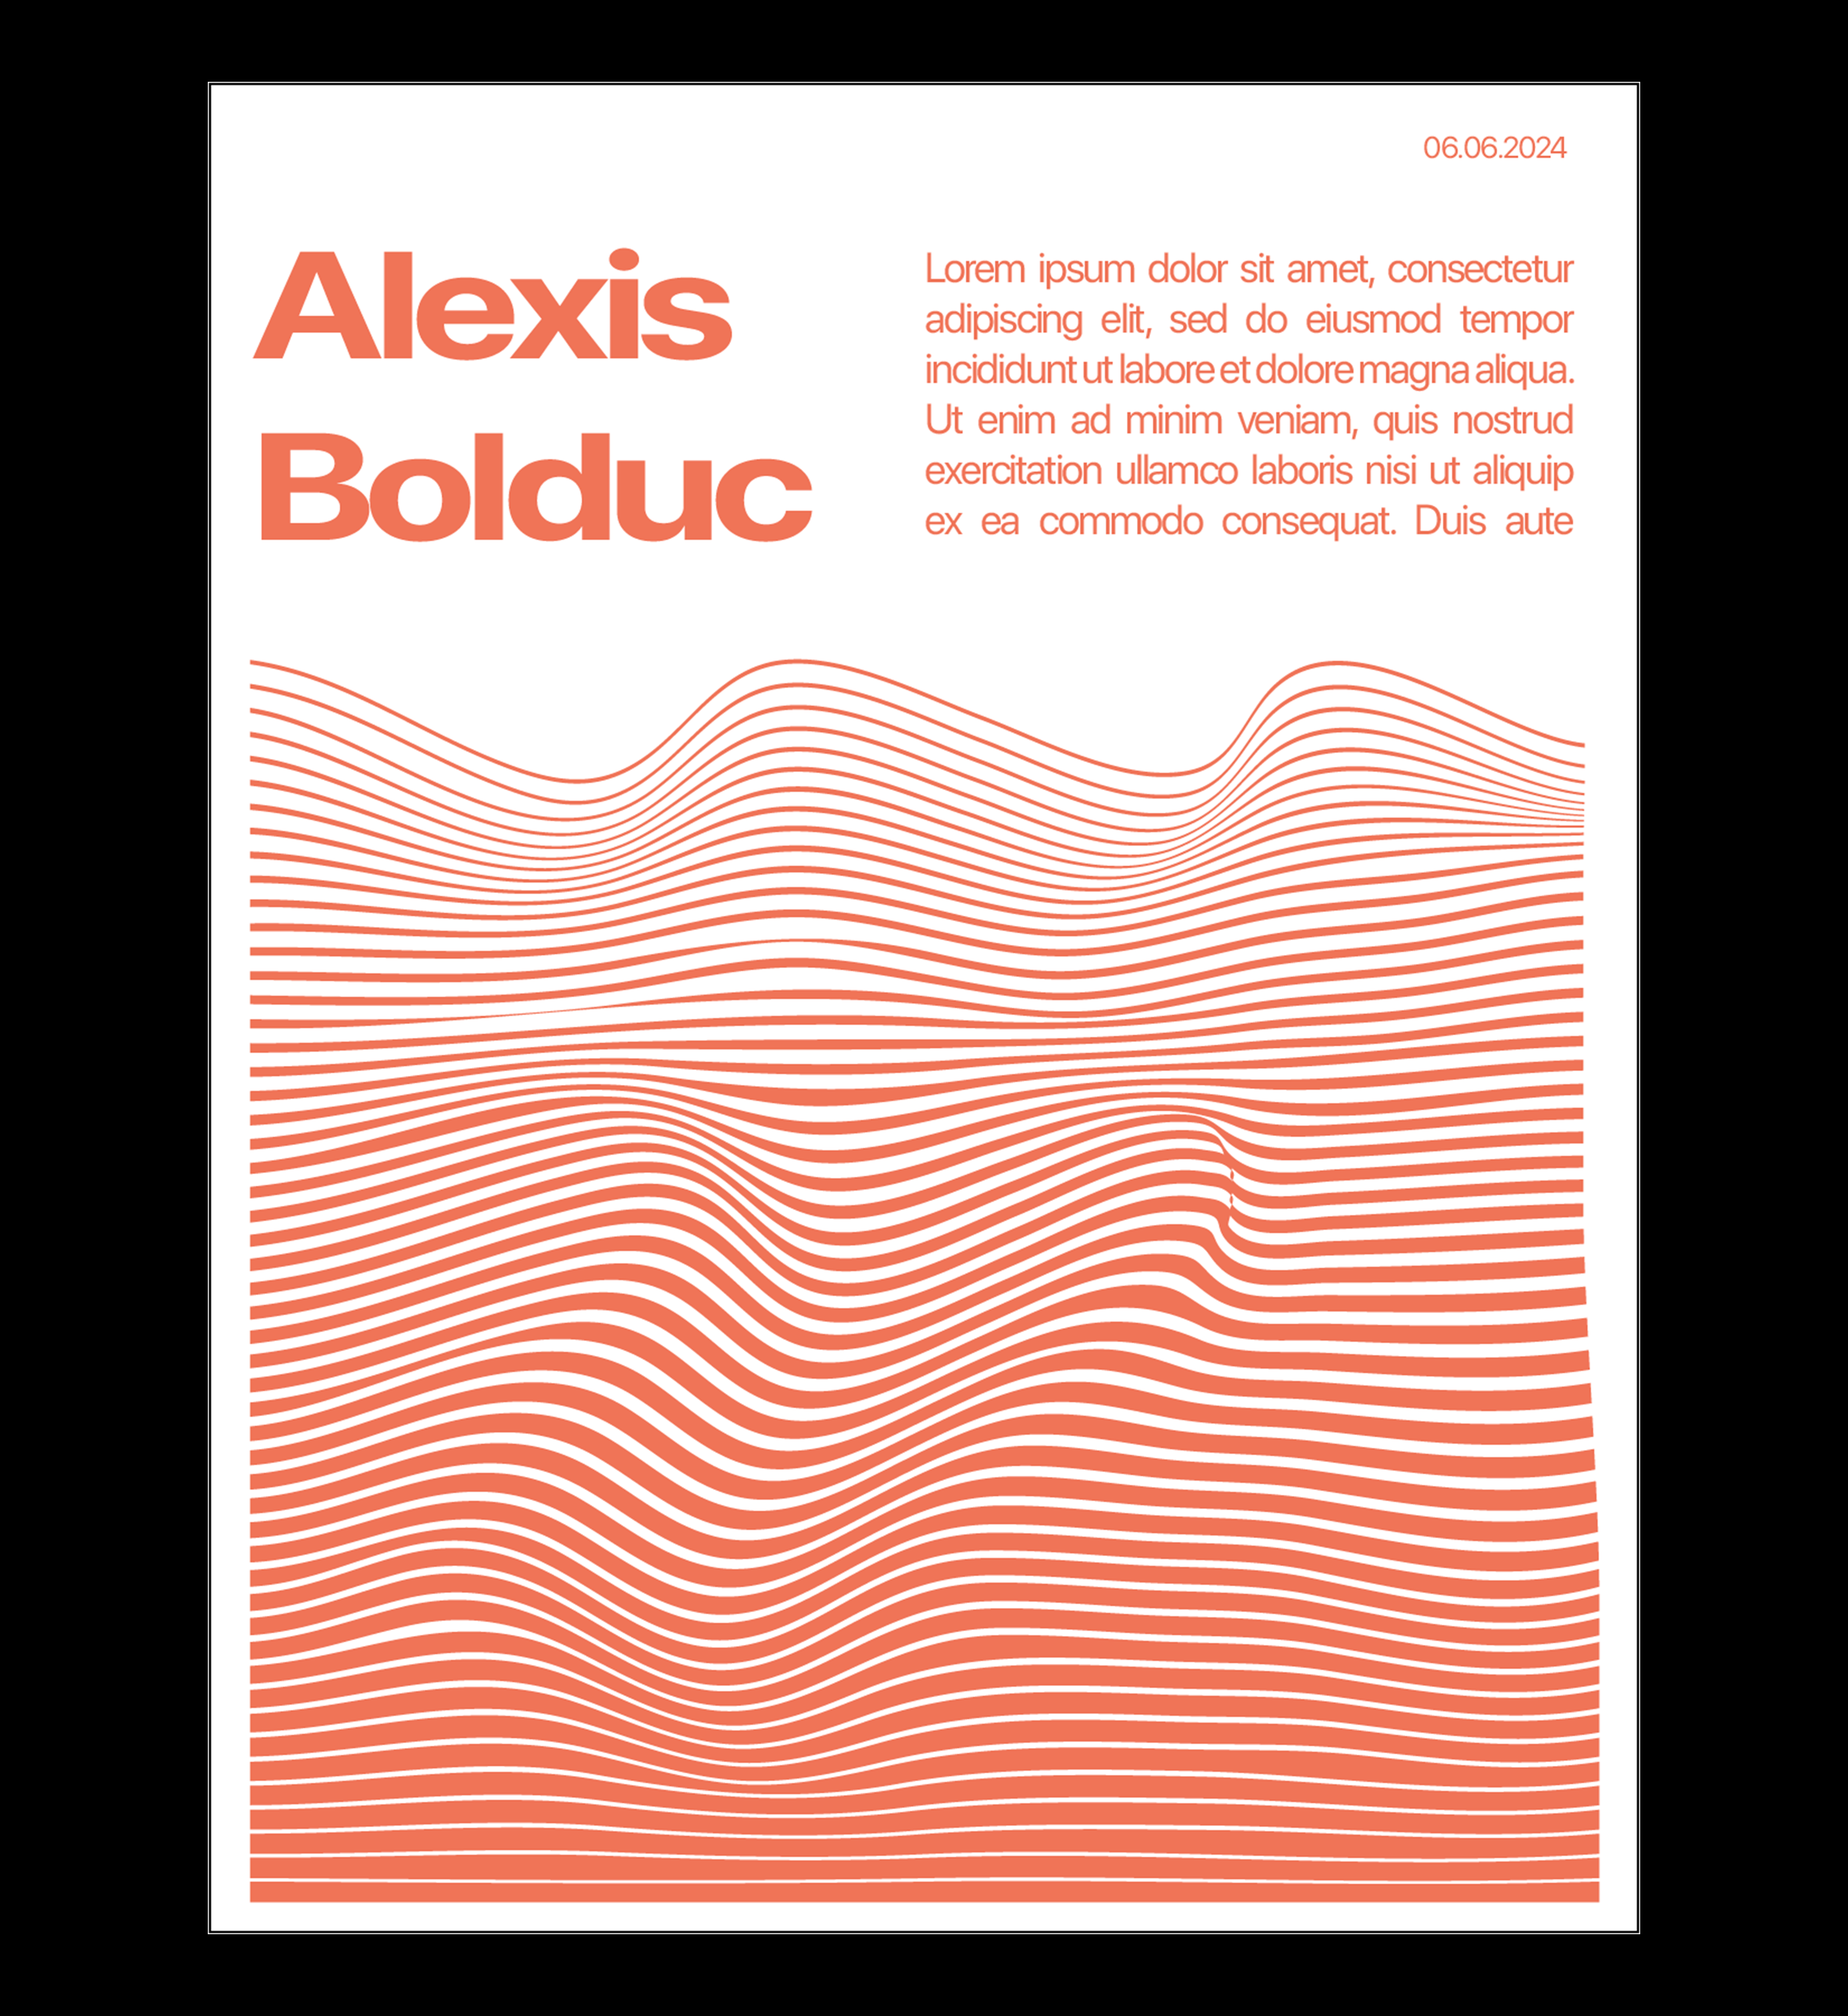 06.06.2024
Alexis
Bolduc
Lorem ipsum dolor sit amet, consectetur
adipiscing elit, sed do eiusmod tempor
incididunt ut labore et dolore magna aliqua.
Ut enim ad minim veniam, quis nostrud
exercitation ullamco laboris nisi ut aliquip
ex ea commodo consequat. Duis aute